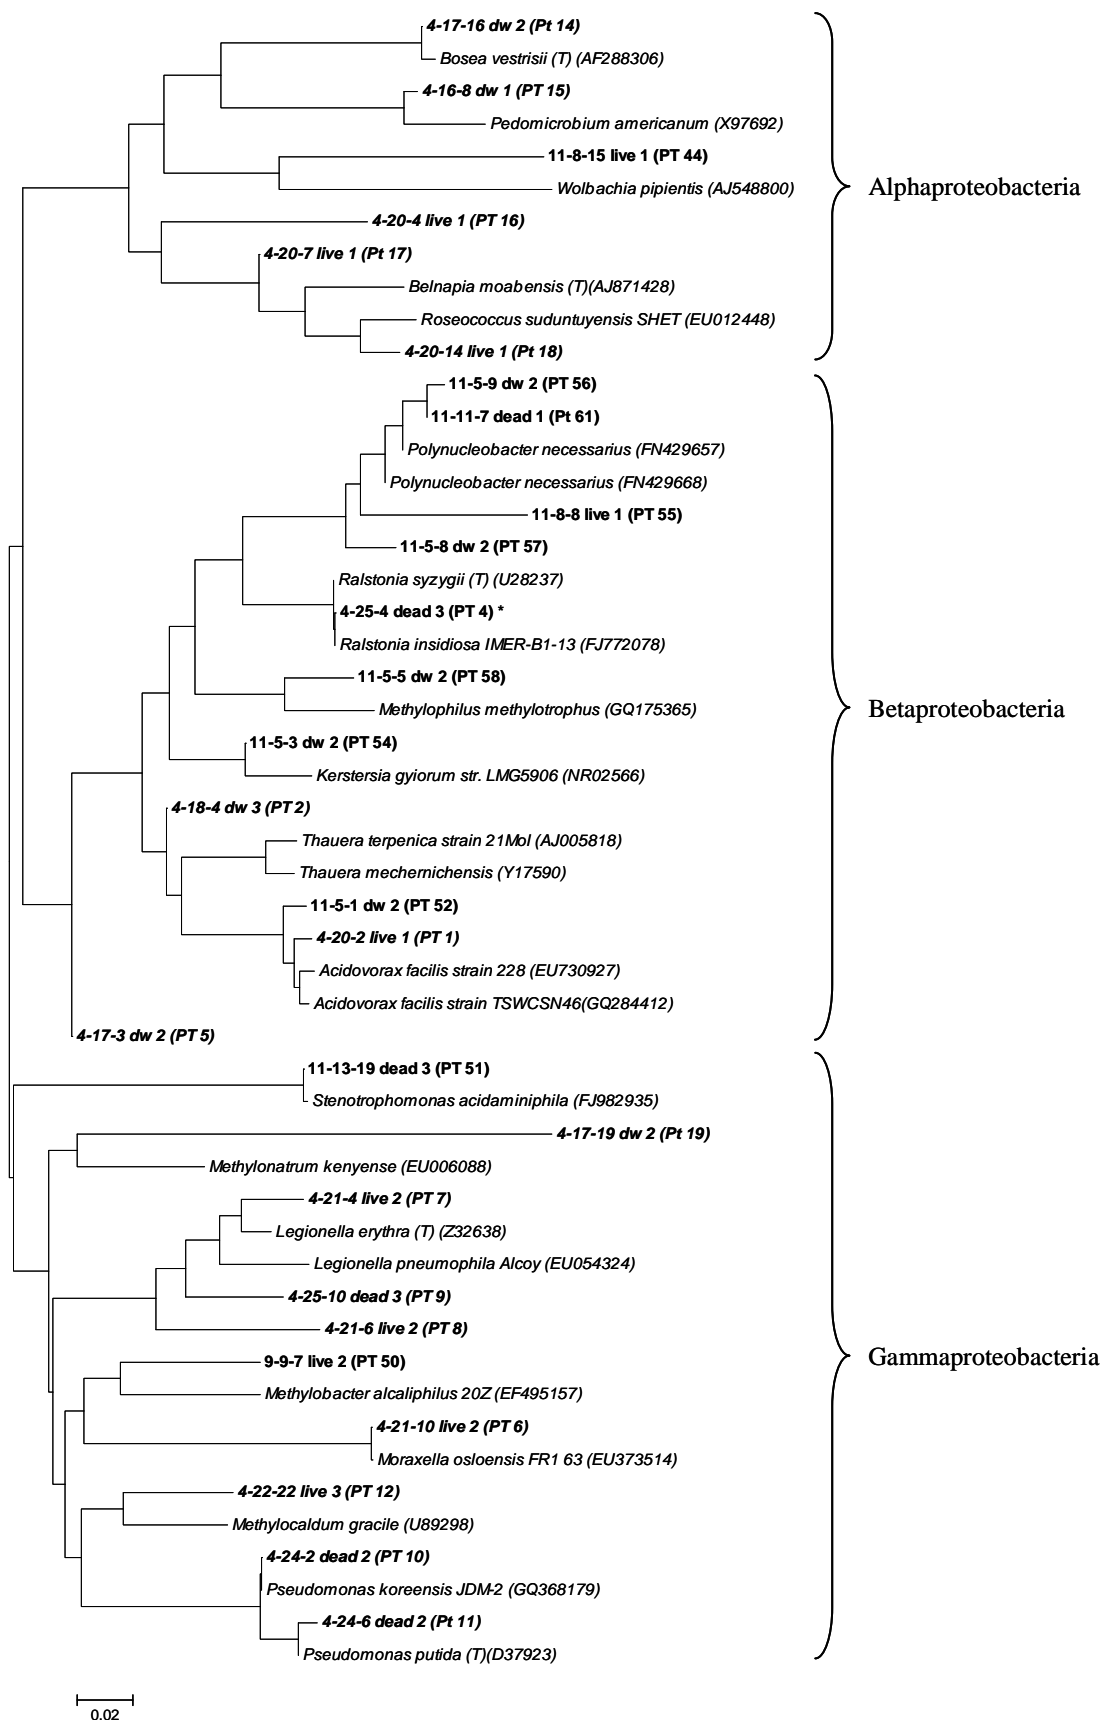 4-17-16 dw 2 (Pt 14)
Bosea vestrisii (T) (AF288306)
4-16-8 dw 1 (PT 15)
Pedomicrobium americanum (X97692)
11-8-15 live 1 (PT 44)
Wolbachia pipientis (AJ548800)
Alphaproteobacteria
4-20-4 live 1 (PT 16)
4-20-7 live 1 (Pt 17)
Belnapia moabensis (T)(AJ871428)
Roseococcus suduntuyensis SHET (EU012448)
4-20-14 live 1 (Pt 18)
11-5-9 dw 2 (PT 56)
11-11-7 dead 1 (Pt 61)
Polynucleobacter necessarius (FN429657)
Polynucleobacter necessarius (FN429668)
11-8-8 live 1 (PT 55)
11-5-8 dw 2 (PT 57)
Ralstonia syzygii (T) (U28237)
4-25-4 dead 3 (PT 4) *
Ralstonia insidiosa IMER-B1-13 (FJ772078)
11-5-5 dw 2 (PT 58)
Methylophilus methylotrophus (GQ175365)
Betaproteobacteria
11-5-3 dw 2 (PT 54)
Kerstersia gyiorum str. LMG5906 (NR02566)
4-18-4 dw 3 (PT 2)
Thauera terpenica strain 21Mol (AJ005818)
Thauera mechernichensis (Y17590)
11-5-1 dw 2 (PT 52)
4-20-2 live 1 (PT 1)
Acidovorax facilis strain 228 (EU730927)
Acidovorax facilis strain TSWCSN46(GQ284412)
4-17-3 dw 2 (PT 5)
11-13-19 dead 3 (PT 51)
Stenotrophomonas acidaminiphila (FJ982935)
4-17-19 dw 2 (Pt 19)
Methylonatrum kenyense (EU006088)
4-21-4 live 2 (PT 7)
Legionella erythra (T) (Z32638)
Legionella pneumophila Alcoy (EU054324)
4-25-10 dead 3 (PT 9)
4-21-6 live 2 (PT 8)
Gammaproteobacteria
9-9-7 live 2 (PT 50)
Methylobacter alcaliphilus 20Z (EF495157)
4-21-10 live 2 (PT 6)
Moraxella osloensis FR1 63 (EU373514)
4-22-22 live 3 (PT 12)
Methylocaldum gracile (U89298)
4-24-2 dead 2 (PT 10)
Pseudomonas koreensis JDM-2 (GQ368179)
4-24-6 dead 2 (Pt 11)
Pseudomonas putida (T)(D37923)
0.02